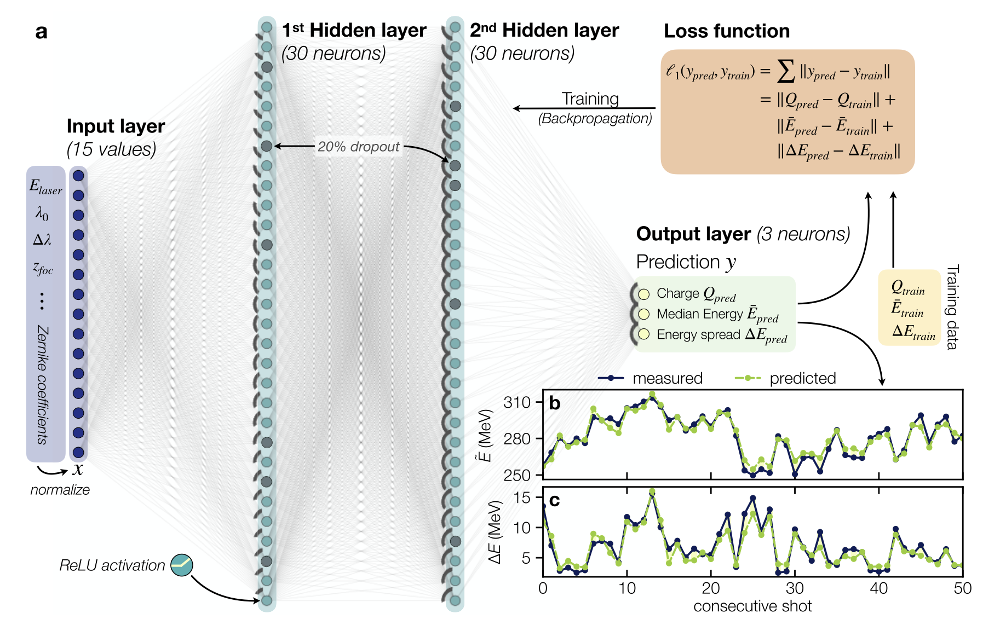 a
1st Hidden layer
(30 neurons)
2nd Hidden layer
(30 neurons)
Loss function
ℓ1(ypred, ytrain) = ∑ ||ypred − ytrain||
= ||Qpred − Qtrain|| +
||Ēpred − Ētrain|| +
||ΔEpred − ΔEtrain||
Training
(Backpropagation)
Input layer
(15 values)
20% dropout
Elaser
λ0
Δλ
zfoc
...
Zernike coefficients
x
normalize
ReLU activation
Output layer (3 neurons)
Prediction y
Charge Qpred
Median Energy Ēpred
Energy spread ΔEpred
Qtrain
Ētrain
ΔEtrain
Training data
measured
predicted
b
310
280
250
Ẽ (MeV)
c
15
10
5
ΔE (MeV)
0 10 20 30 40 50
consecutive shot